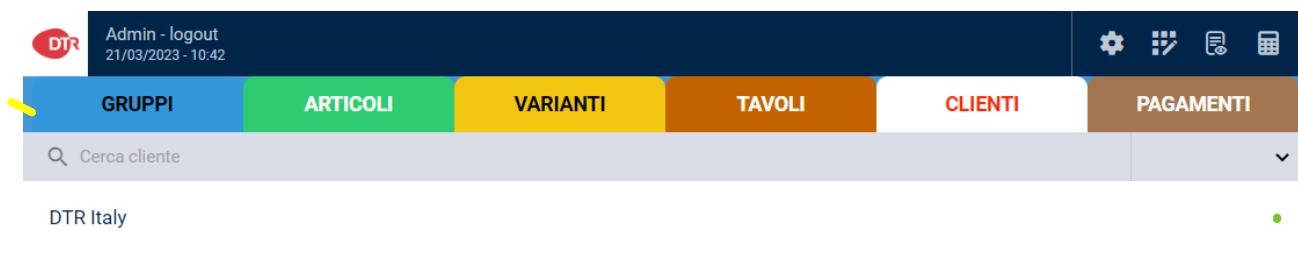 DTR
Admin - logout
21/03/2023 - 10:42
GRUPPI
ARTICOLI
VARIANTI
TAVOLI
CLIENTI
PAGAMENTI
Cerca cliente
DTR Italy